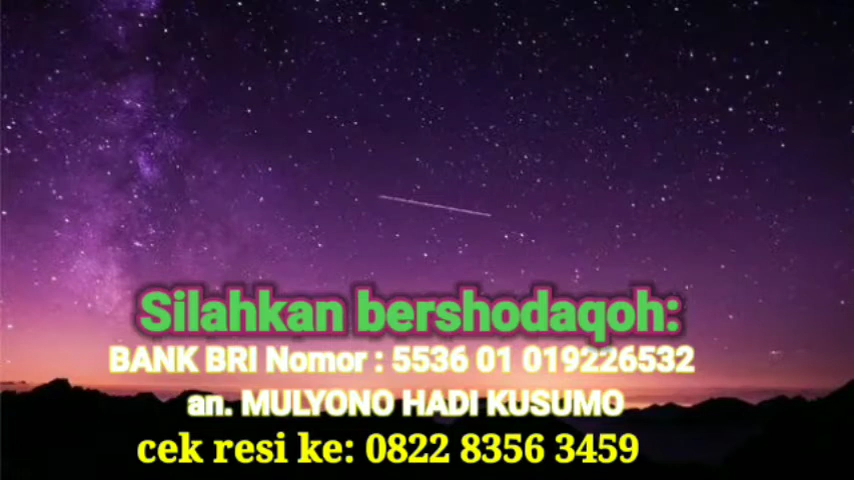 Silahkan bershodaqoh:
BANK BRI Nomor : 5536 01 019226532
an. MULYONO HADI KUSUMO
cek resi ke: 0822 8356 3459